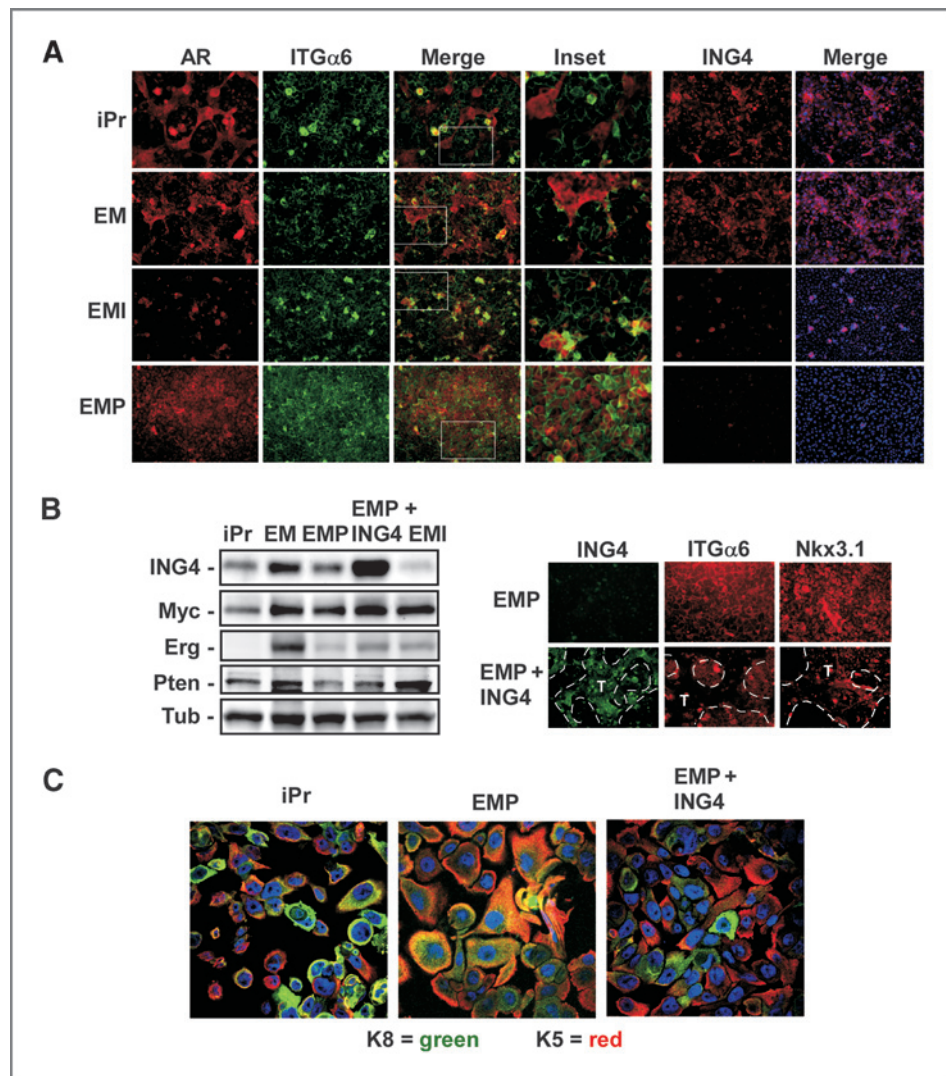 A
AR ITGα6 Merge Inset ING4 Merge
iPr
EM
EMI
EMP
B
EMP +
iPr EM EMP ING4 EMI
ING4 -
Myc -
Erg -
Pten -
Tub -
ING4 ITGα6 Nkx3.1
EMP
EMP +
ING4
T T T
C
iPr EMP EMP +
ING4
K8 = green K5 = red